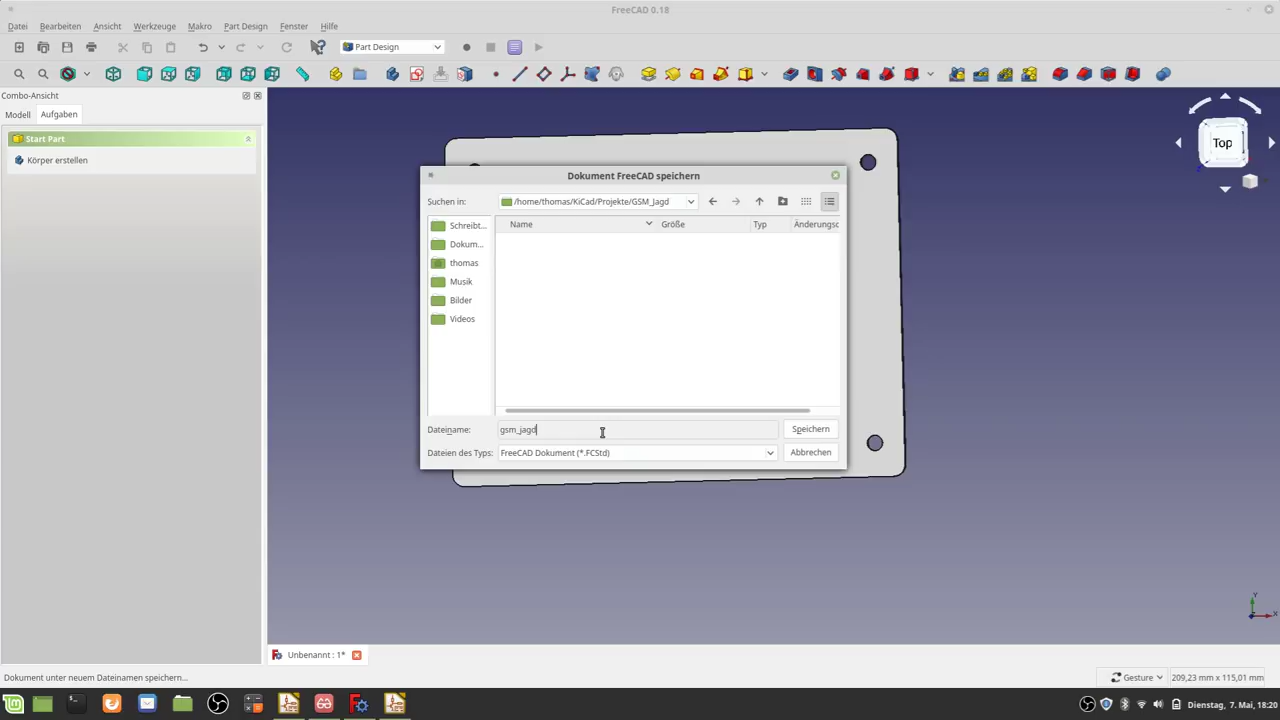 FreeCAD 0.18
Datei Bearbeiten Ansicht Werkzeuge Makro Part Design Fenster Hilfe
Part Design
Combo-Ansicht
Modell Aufgaben
Start Part
Körper erstellen
Top
Dokument FreeCAD speichern
Suchen in: /home/thomas/KiCad/Projekte/GSM_Jagd
Name Größe Typ Änderungsc
Schreibt...
Dokum...
thomas
Musik
Bilder
Videos
Dateiname: gsm_jagd Speichern
Dateien des Typs: FreeCAD Dokument (*.FCStd) Abbrechen
Y
X
Z
Unbenannt : 1*
Dokument unter neuem Dateinamen speichern... Gesture 209,23 mm x 115,01 mm
Dienstag, 7. Mai, 18:20